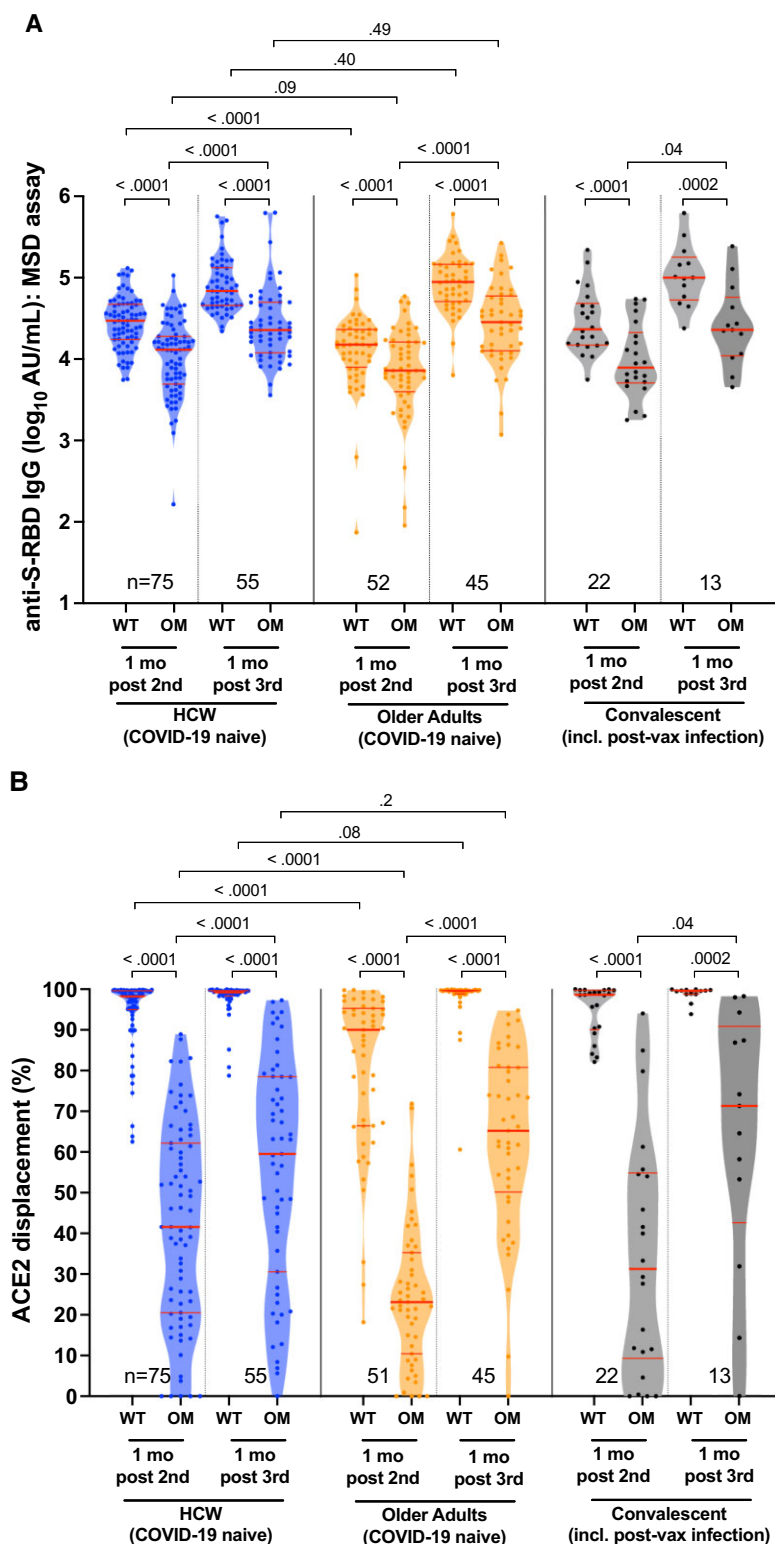 A
.49
.40
.09
< .0001
< .0001 < .0001 .04
< .0001 < .0001 < .0001 < .0001 < .0001 .0002
anti-S-RBD IgG (log10 AU/mL): MSD assay
6
5
4
3
2
1
n=75 55 52 45 22 13
WT OM WT OM WT OM WT OM WT OM WT OM
1 mo 1 mo 1 mo 1 mo 1 mo 1 mo
post 2nd post 3rd post 2nd post 3rd post 2nd post 3rd
HCW Older Adults Convalescent
(COVID-19 naive) (COVID-19 naive) (incl. post-vax infection)
B
.2
.08
< .0001
< .0001
< .0001 < .0001 .04
< .0001 < .0001 < .0001 < .0001 < .0001 .0002
ACE2 displacement (%)
100
90
80
70
60
50
40
30
20
10
0
n=75 55 51 45 22 13
WT OM WT OM WT OM WT OM WT OM WT OM
1 mo 1 mo 1 mo 1 mo 1 mo 1 mo
post 2nd post 3rd post 2nd post 3rd post 2nd post 3rd
HCW Older Adults Convalescent
(COVID-19 naive) (COVID-19 naive) (incl. post-vax infection)